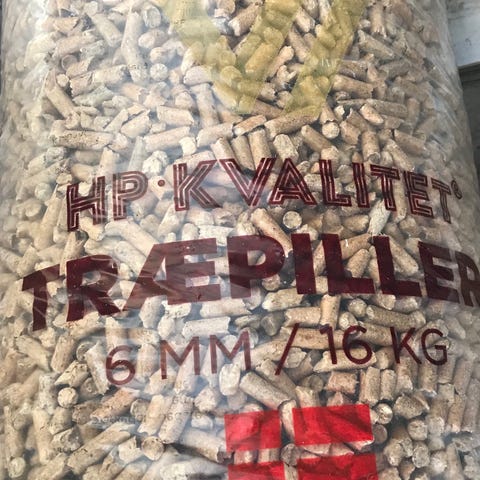 HP·KVALITET®
TRÆPILLER
6 MM / 16 KG